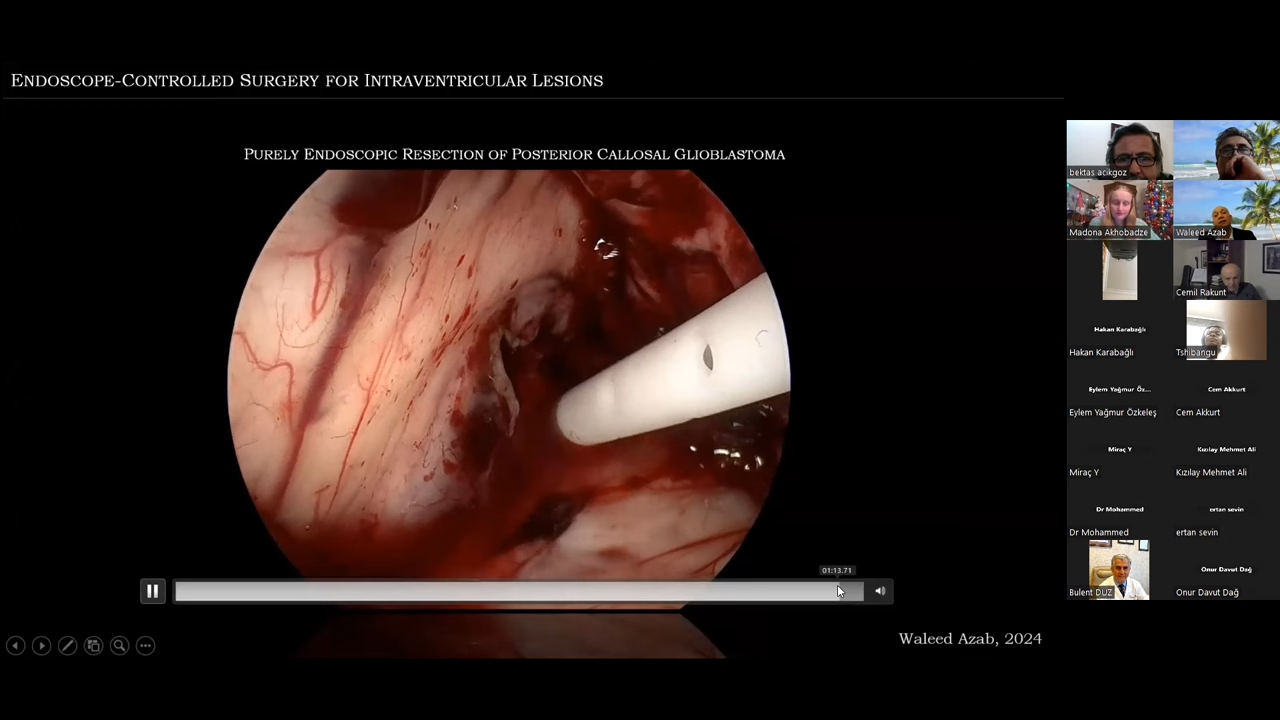 ENDOSCOPE-CONTROLLED SURGERY FOR INTRAVENTRICULAR LESIONS
PURELY ENDOSCOPIC RESECTION OF POSTERIOR CALLOSAL GLIOBLASTOMA
01:13.71
Waleed Azab, 2024
bektas acikgoz
Madona Akhobadze
Waleed Azab
Cemil Rakunt
Hakan Karabağlı
Hakan Karabağlı
Tshibangu
Eylem Yağmur Öz...
Eylem Yağmur Özkeleş
Cem Akkurt
Cem Akkurt
Miraç Y
Miraç Y
Kızılay Mehmet Ali
Kızılay Mehmet Ali
Dr Mohammed
Dr Mohammed
ertan sevin
ertan sevin
Bulent DUZ
Onur Davut Dağ
Onur Davut Dağ